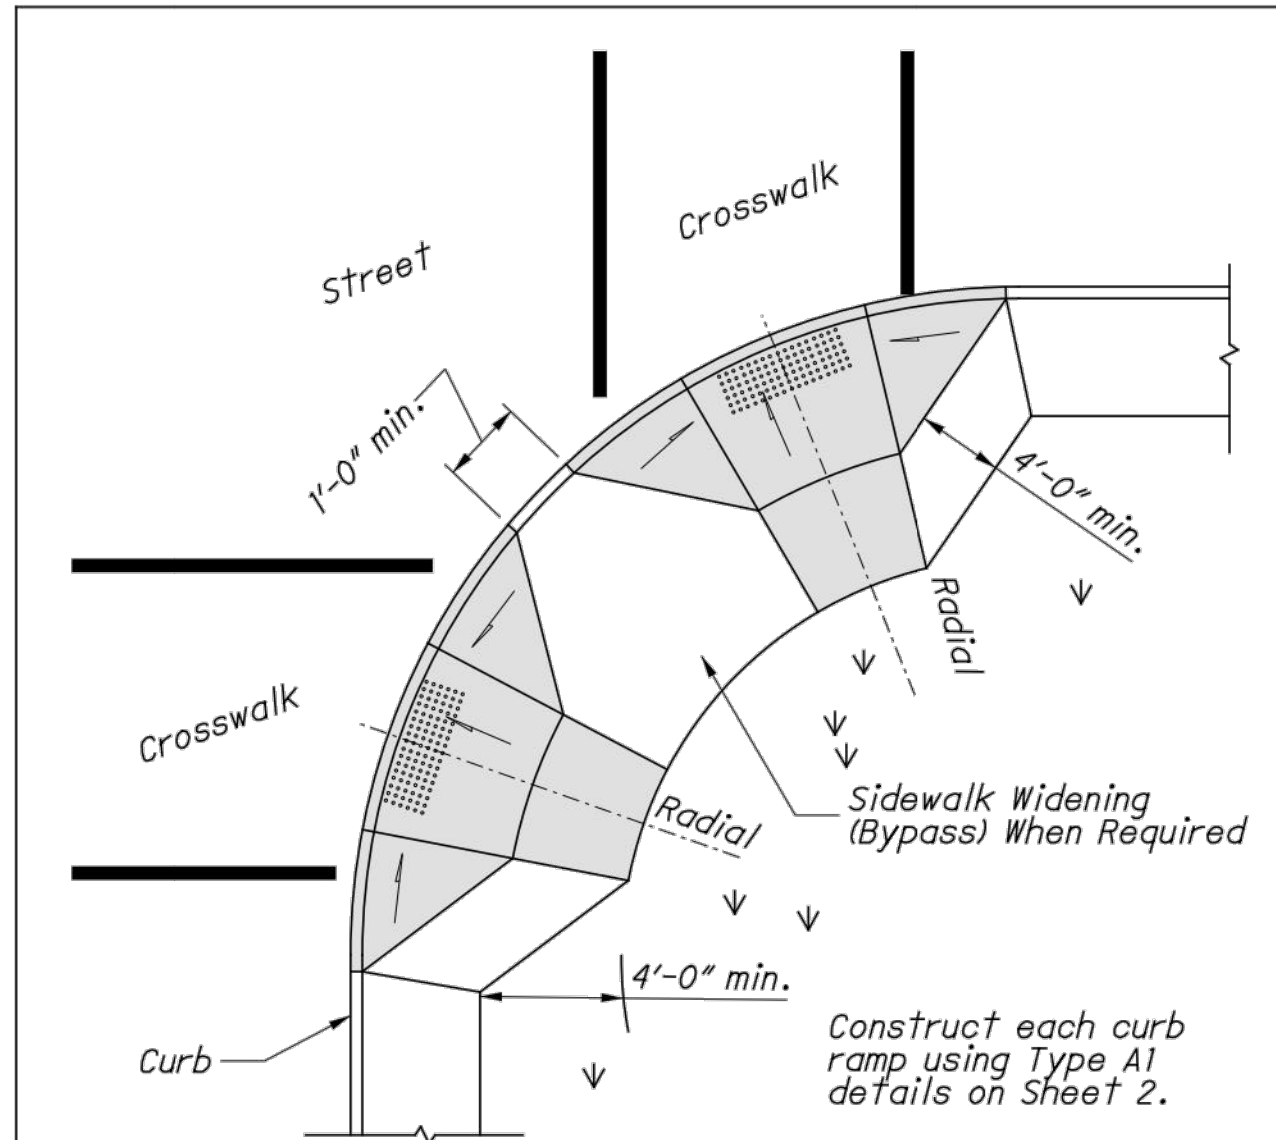 Crosswalk
Street
1'-0" min.
4'-0" min.
Radial
Crosswalk
Radial
Sidewalk Widening
(Bypass) When Required
4'-0" min.
Curb
Construct each curb
ramp using Type A1
details on Sheet 2.